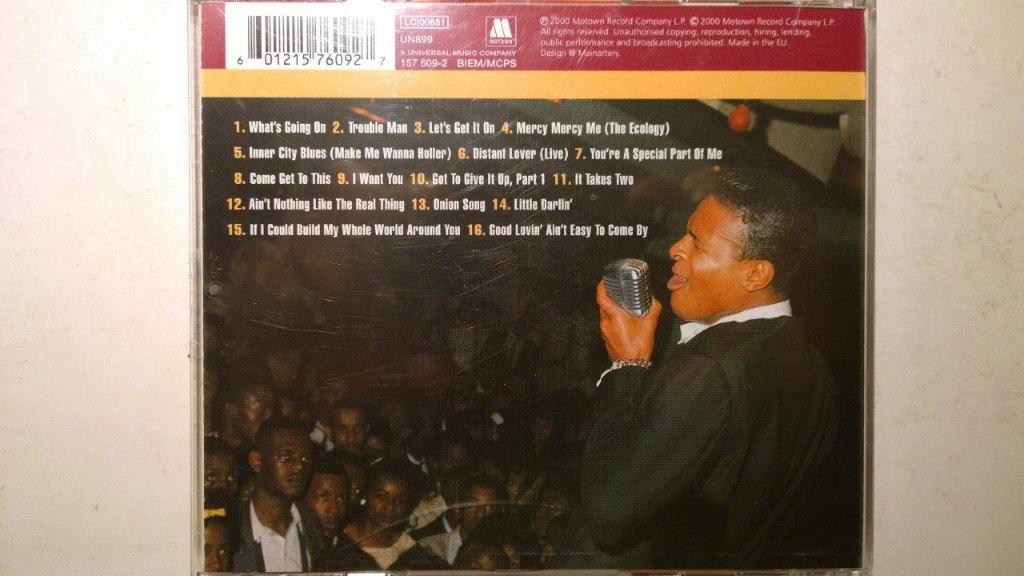 LC00881
UN899
A UNIVERSAL MUSIC COMPANY
157 609-2 BIEM/MCPS
6 01215 76092 7
MOTOWN
℗ 2000 Motown Record Company L.P. © 2000 Motown Record Company L.P.
All rights reserved. Unauthorised copying, reproduction, hiring, lending,
public performance and broadcasting prohibited. Made in the EU.
Design @ Mainartery.
1. What's Going On 2. Trouble Man 3. Let's Get It On 4. Mercy Mercy Me (The Ecology)
5. Inner City Blues (Make Me Wanna Holler) 6. Distant Lover (Live) 7. You're A Special Part Of Me
8. Come Get To This 9. I Want You 10. Got To Give It Up, Part 1 11. It Takes Two
12. Ain't Nothing Like The Real Thing 13. Onion Song 14. Little Darlin'
15. If I Could Build My Whole World Around You 16. Good Lovin' Ain't Easy To Come By